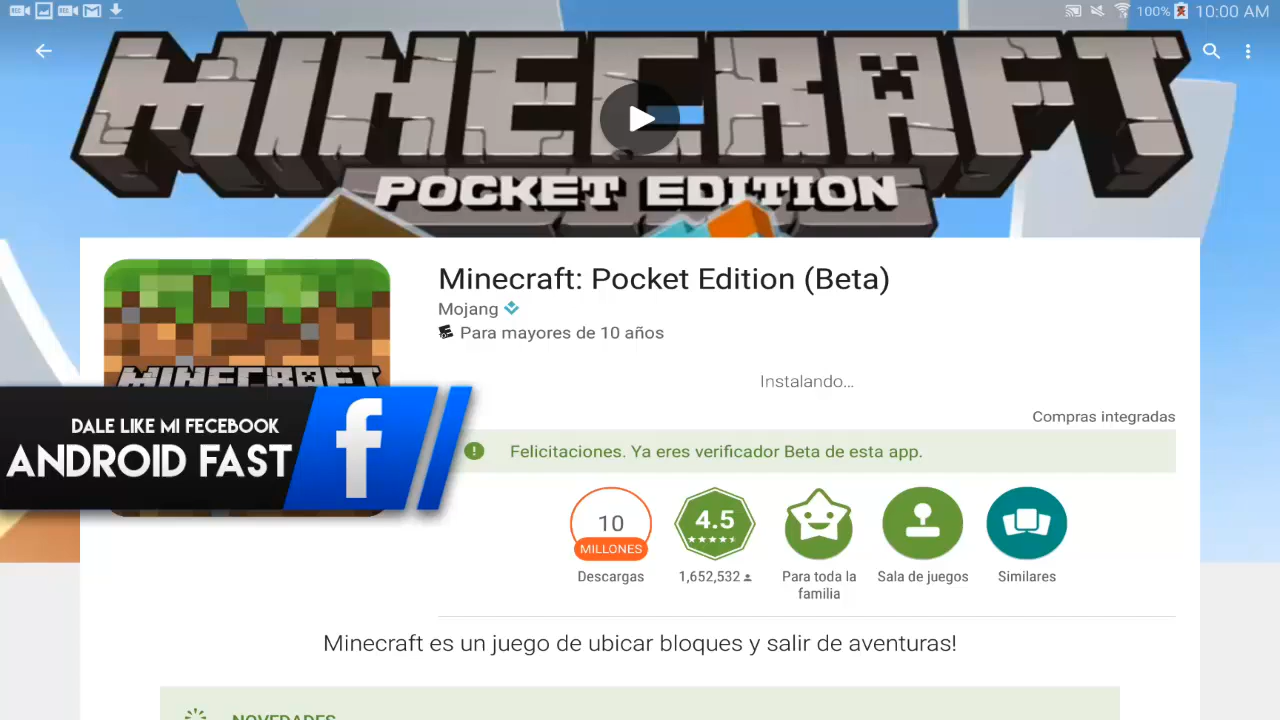 100% 10:00 AM
MINECRAFT
POCKET EDITION
Minecraft: Pocket Edition (Beta)
Mojang
Para mayores de 10 años
Instalando...
MINECRAFT
Compras integradas
DALE LIKE MI FECEBOOK
ANDROID FAST
f
Felicitaciones. Ya eres verificador Beta de esta app.
10
MILLONES
4.5
Descargas
1,652,532
Para toda la
familia
Sala de juegos
Similares
Minecraft es un juego de ubicar bloques y salir de aventuras!
NOVEDADES